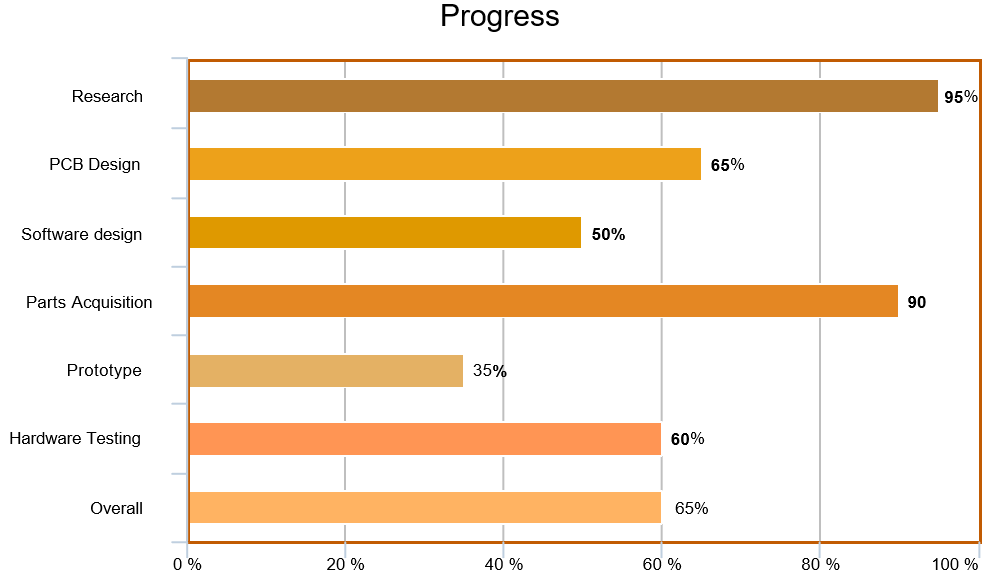 Progress
Research 95%
PCB Design 65%
Software design 50%
Parts Acquisition 90
Prototype 35%
Hardware Testing 60%
Overall 65%
0 % 20 % 40 % 60 % 80 % 100 %